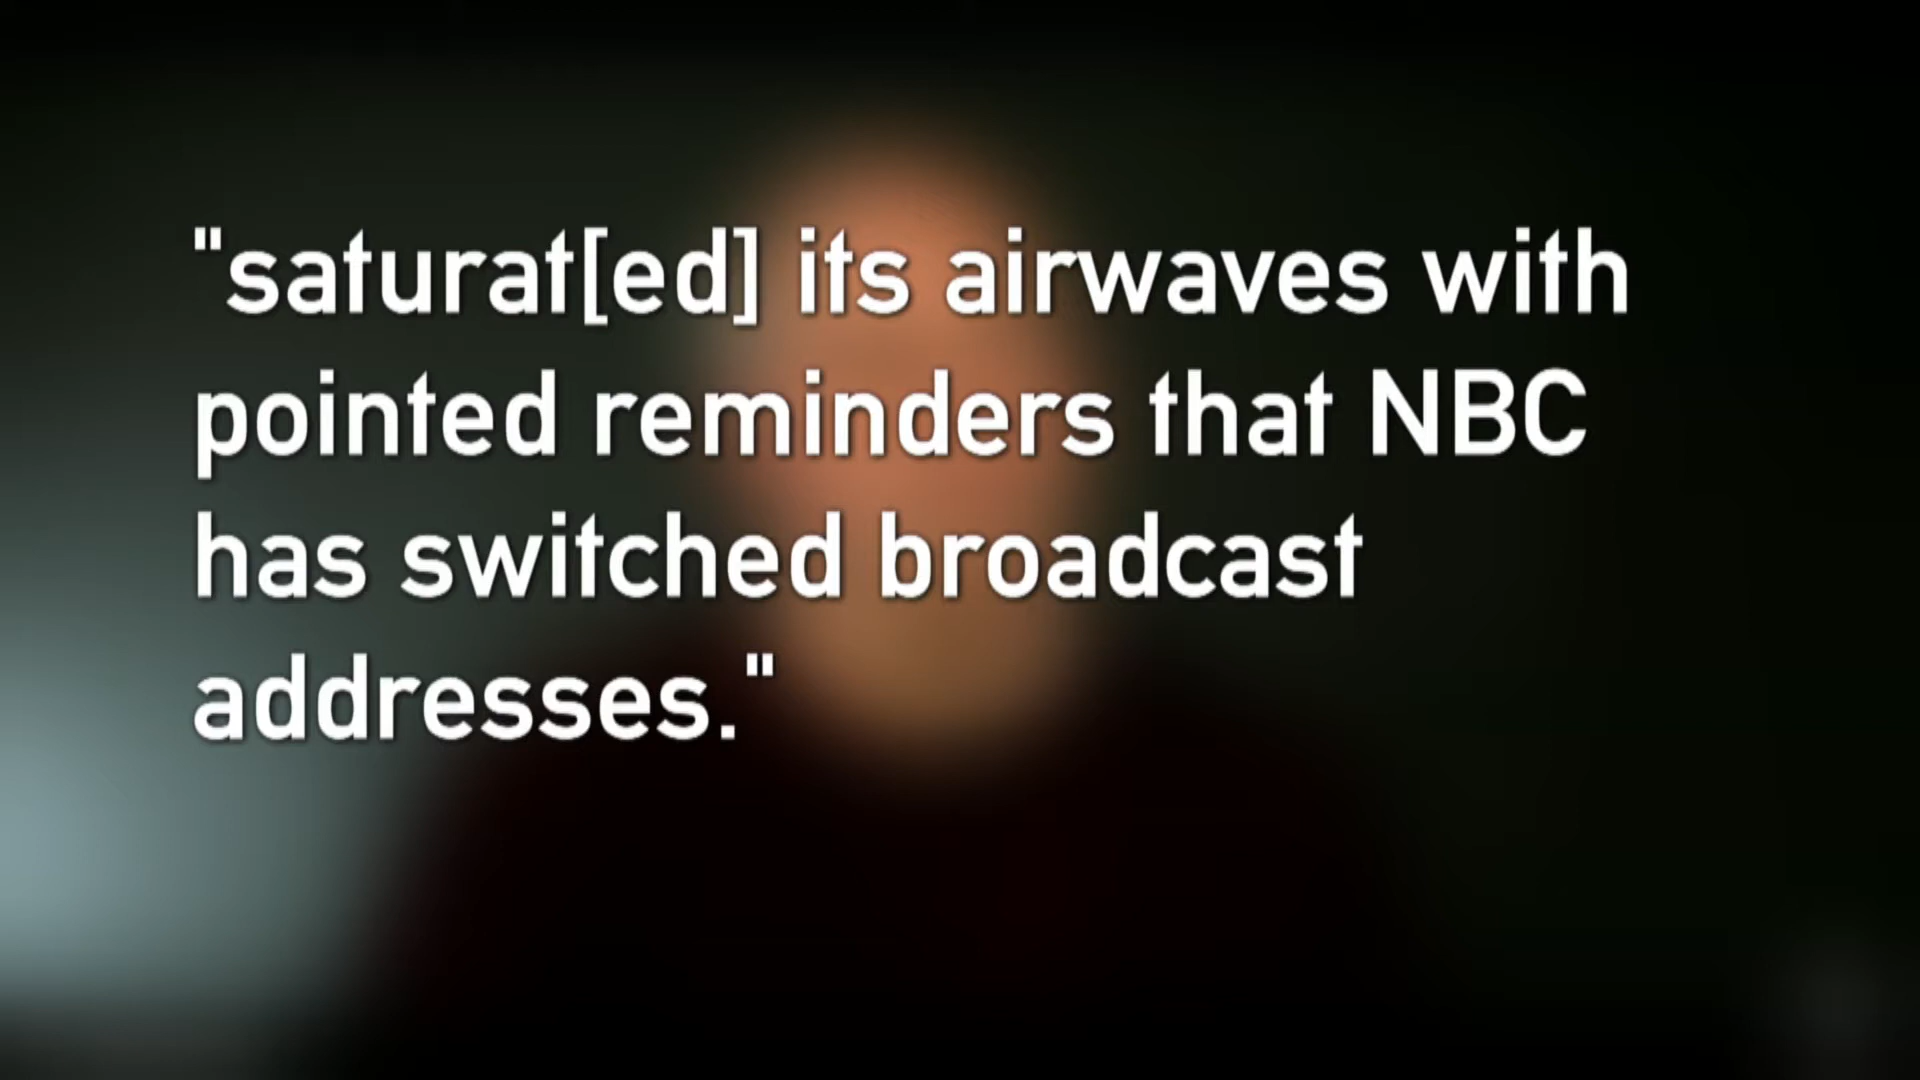 "saturat[ed] its airwaves with
pointed reminders that NBC
has switched broadcast
addresses."